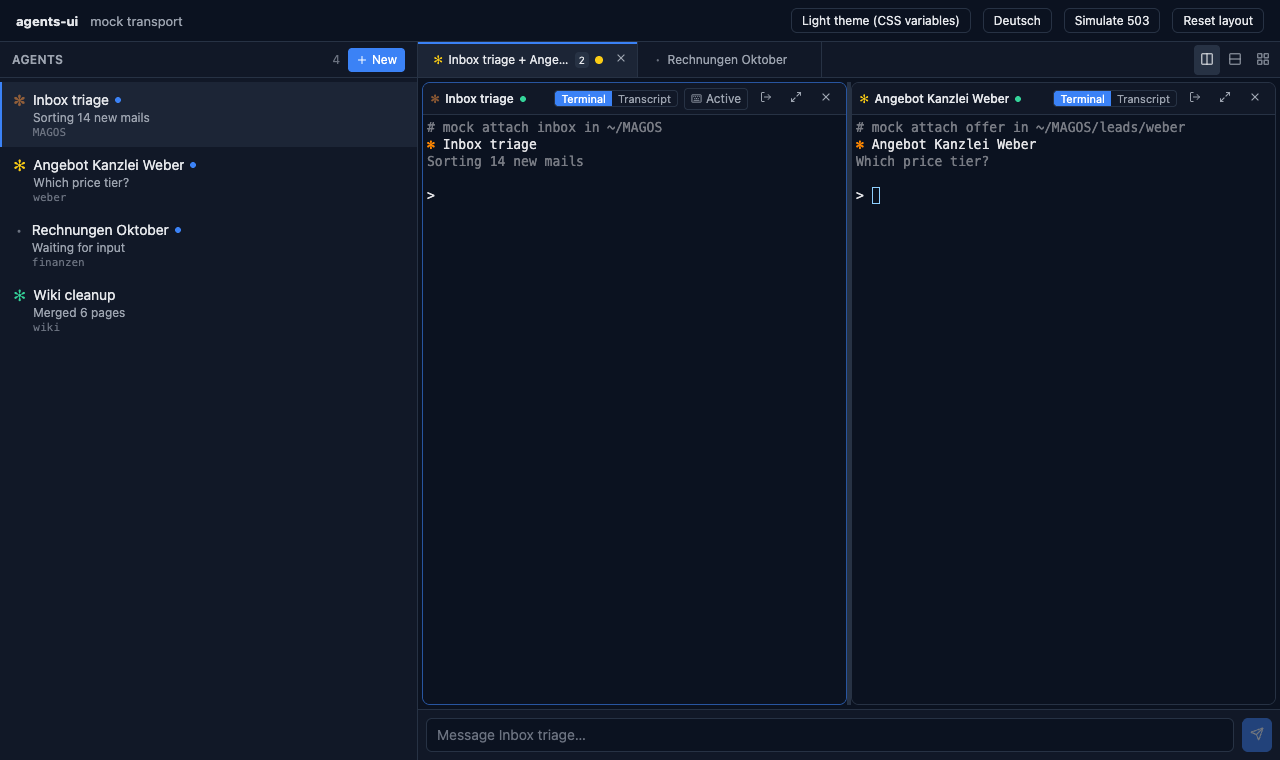 agents-ui mock transport Light theme (CSS variables) Deutsch Simulate 503 Reset layout
AGENTS 4 + New
Inbox triage + Ange... 2 ×
Rechnungen Oktober
Inbox triage
Sorting 14 new mails
MAGOS
Angebot Kanzlei Weber
Which price tier?
weber
Rechnungen Oktober
Waiting for input
finanzen
Wiki cleanup
Merged 6 pages
wiki
Inbox triage Terminal Transcript Active
# mock attach inbox in ~/MAGOS
✻ Inbox triage
Sorting 14 new mails
>
Angebot Kanzlei Weber Terminal Transcript
# mock attach offer in ~/MAGOS/leads/weber
✻ Angebot Kanzlei Weber
Which price tier?
>
Message Inbox triage...